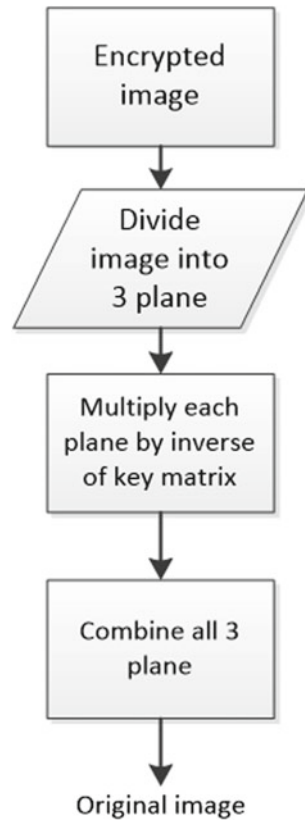 Encrypted
image
Divide
image into
3 plane
Multiply each
plane by inverse
of key matrix
Combine all 3
plane
Original image